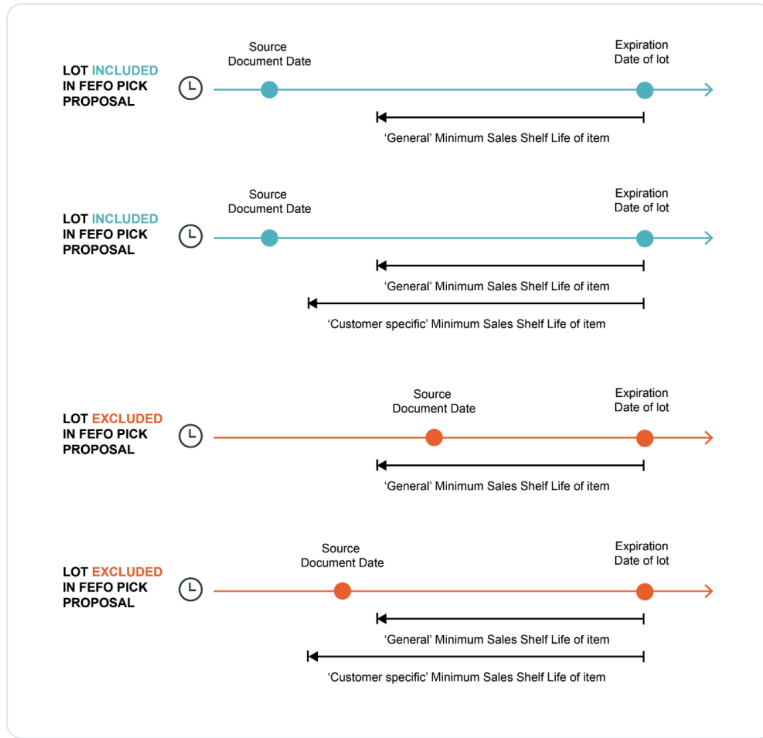 Source
Document Date
Expiration
Date of lot
LOT INCLUDED
IN FEFO PICK
PROPOSAL
‘General’ Minimum Sales Shelf Life of item
Source
Document Date
Expiration
Date of lot
LOT INCLUDED
IN FEFO PICK
PROPOSAL
‘General’ Minimum Sales Shelf Life of item
‘Customer specific’ Minimum Sales Shelf Life of item
Source
Document Date
Expiration
Date of lot
LOT EXCLUDED
IN FEFO PICK
PROPOSAL
‘General’ Minimum Sales Shelf Life of item
Source
Document Date
Expiration
Date of lot
LOT EXCLUDED
IN FEFO PICK
PROPOSAL
‘General’ Minimum Sales Shelf Life of item
‘Customer specific’ Minimum Sales Shelf Life of item